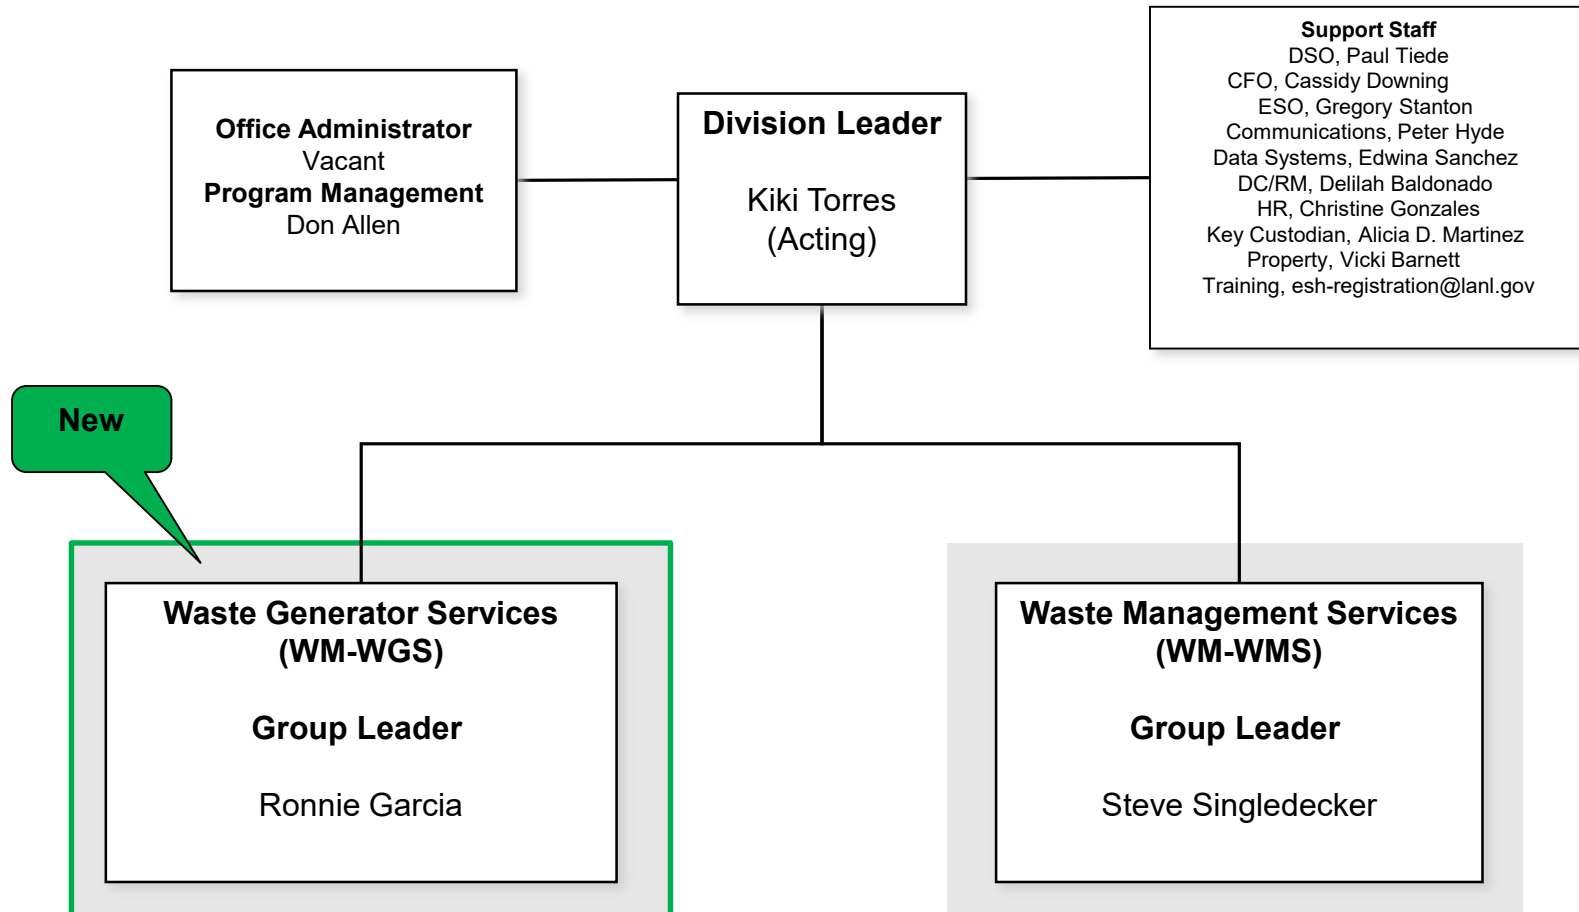 Support Staff
DSO, Paul Tiede
CFO, Cassidy Downing
ESO, Gregory Stanton
Communications, Peter Hyde
Data Systems, Edwina Sanchez
DC/RM, Delilah Baldonado
HR, Christine Gonzales
Key Custodian, Alicia D. Martinez
Property, Vicki Barnett
Training, esh-registration@lanl.gov
Office Administrator
Vacant
Program Management
Don Allen
Division Leader
Kiki Torres
(Acting)
New
Waste Generator Services
(WM-WGS)
Group Leader
Ronnie Garcia
Waste Management Services
(WM-WMS)
Group Leader
Steve Singledecker